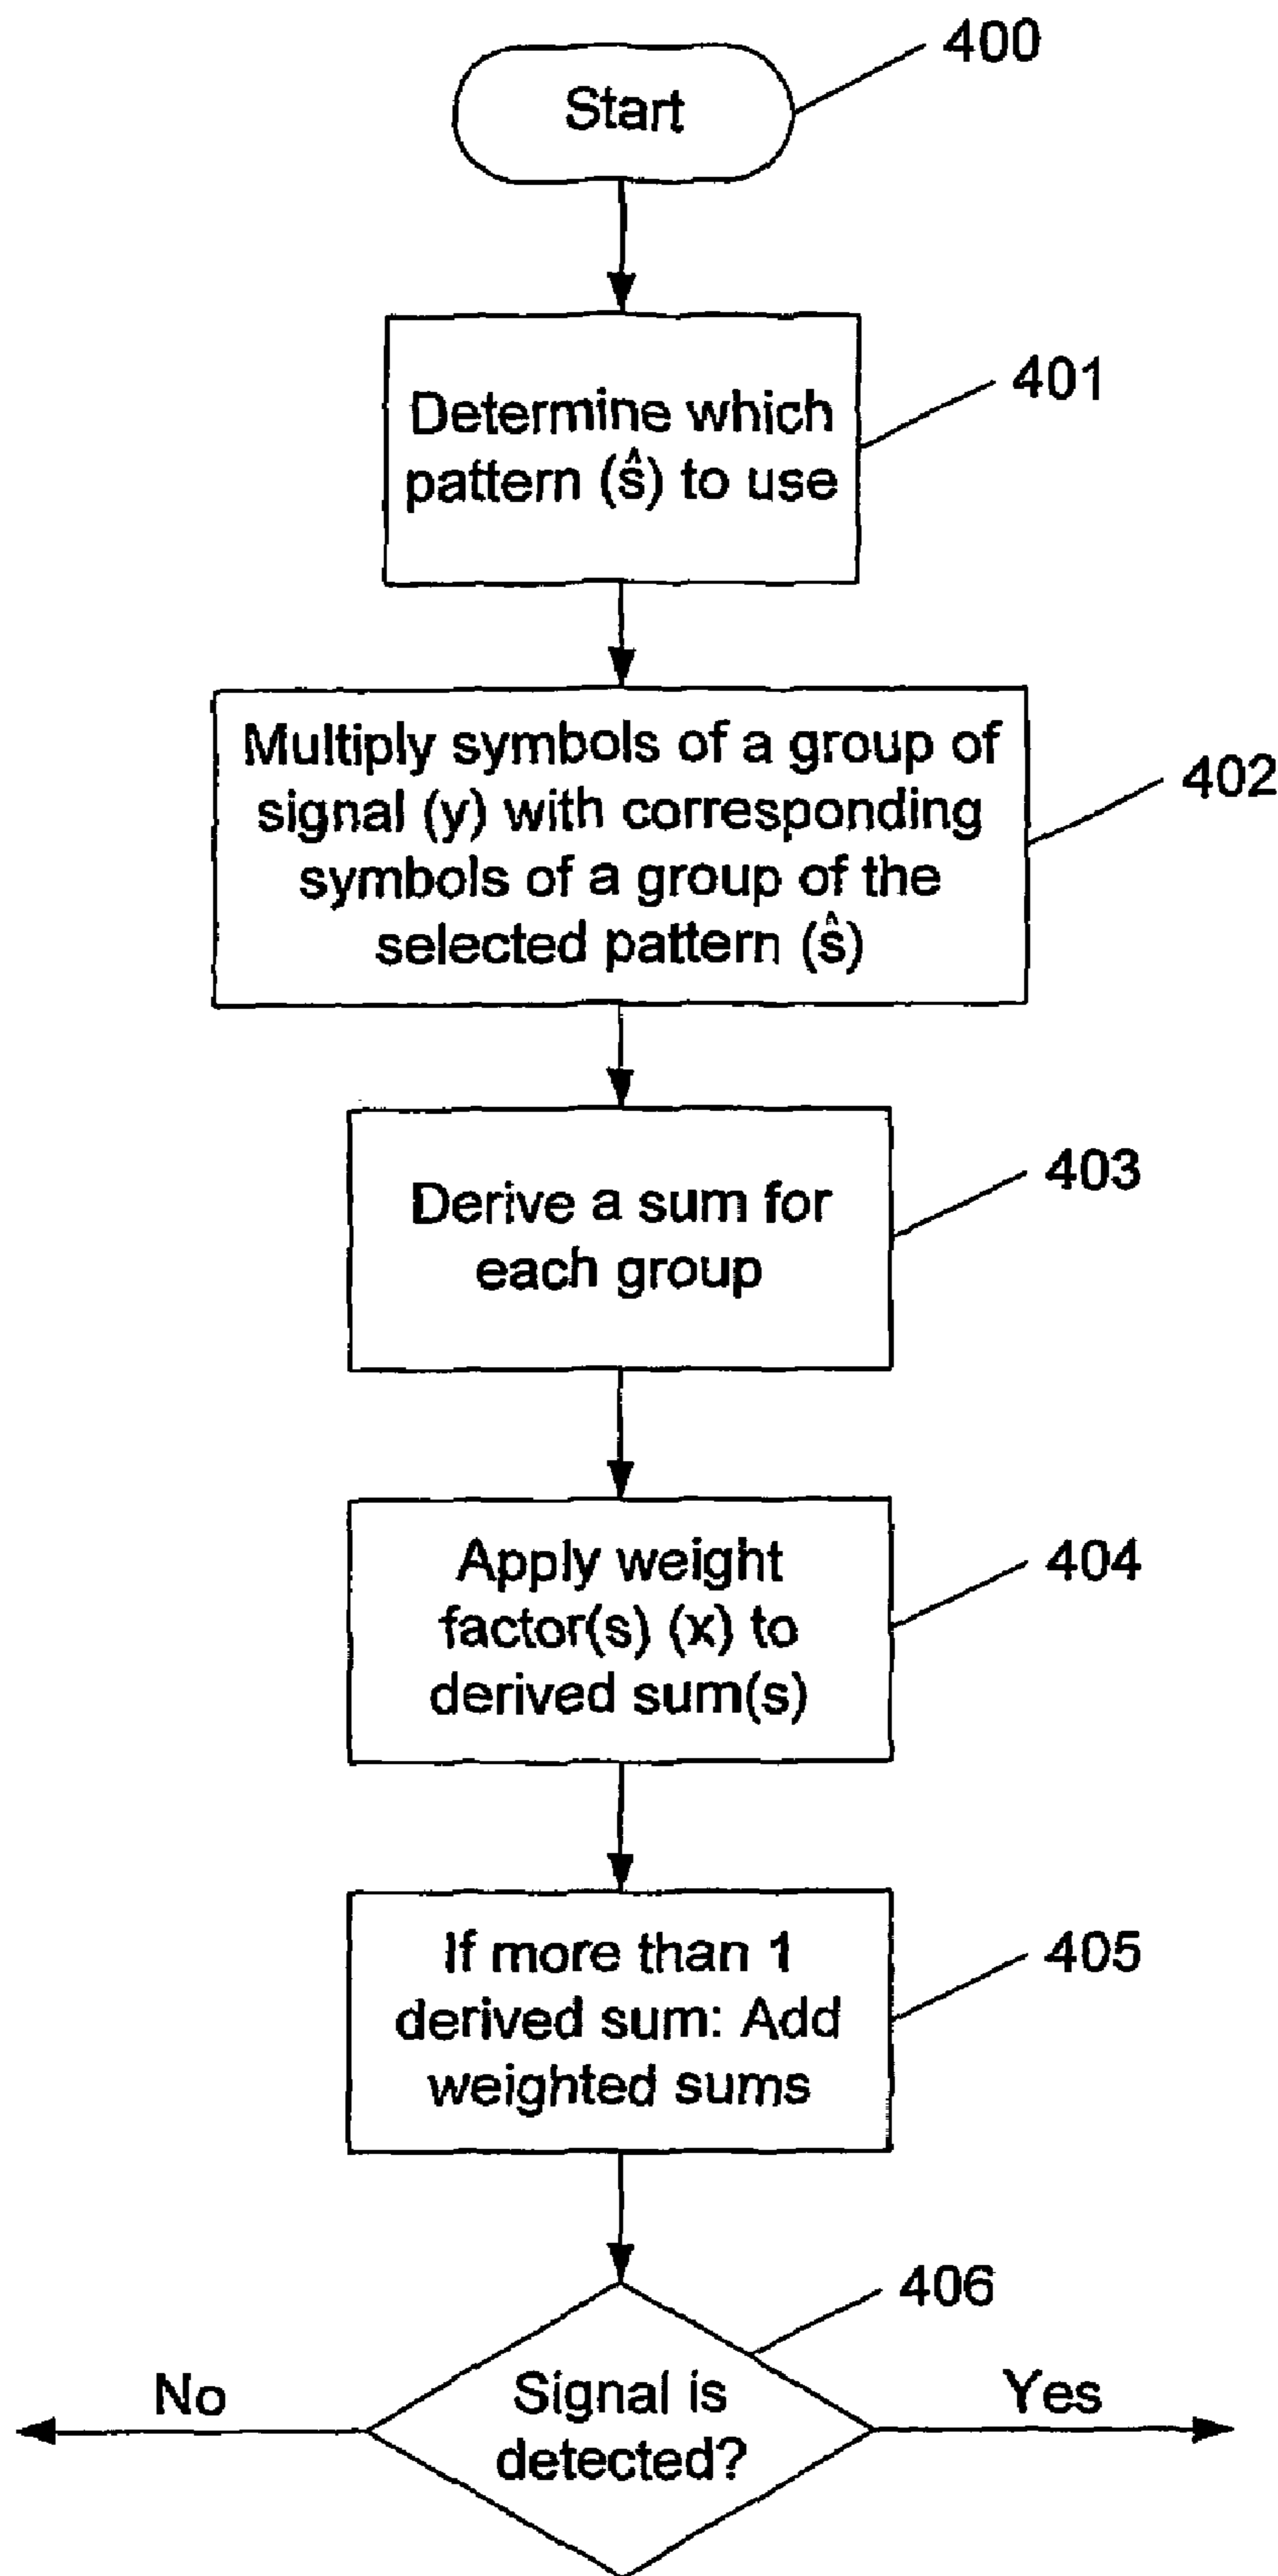 400
Start
401
Determine which
pattern (ŝ) to use
402
Multiply symbols of a group of
signal (y) with corresponding
symbols of a group of the
selected pattern (ŝ)
403
Derive a sum for
each group
404
Apply weight
factor(s) (x) to
derived sum(s)
405
If more than 1
derived sum: Add
weighted sums
406
No
Signal is
detected?
Yes